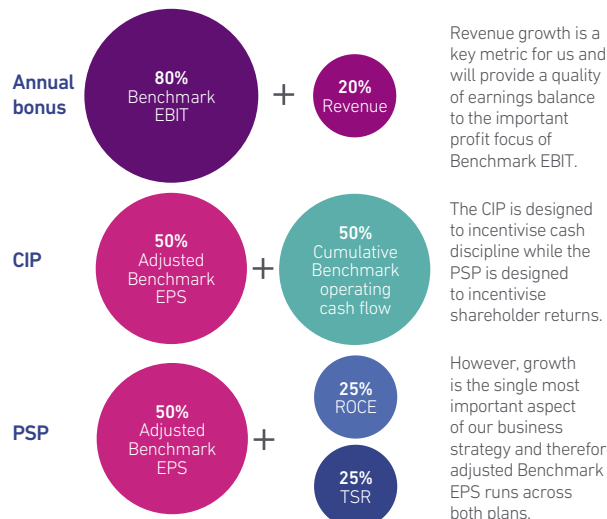 Annual
bonus
80%
Benchmark
EBIT
+
20%
Revenue
Revenue growth is a
key metric for us and
will provide a quality
of earnings balance
to the important
profit focus of
Benchmark EBIT.
CIP
50%
Adjusted
Benchmark
EPS
+
50%
Cumulative
Benchmark
operating
cash flow
The CIP is designed
to incentivise cash
discipline while the
PSP is designed
to incentivise
shareholder returns.
PSP
50%
Adjusted
Benchmark
EPS
+
25%
ROCE
25%
TSR
However, growth
is the single most
important aspect
of our business
strategy and therefor
adjusted Benchmark
EPS runs across
both plans.